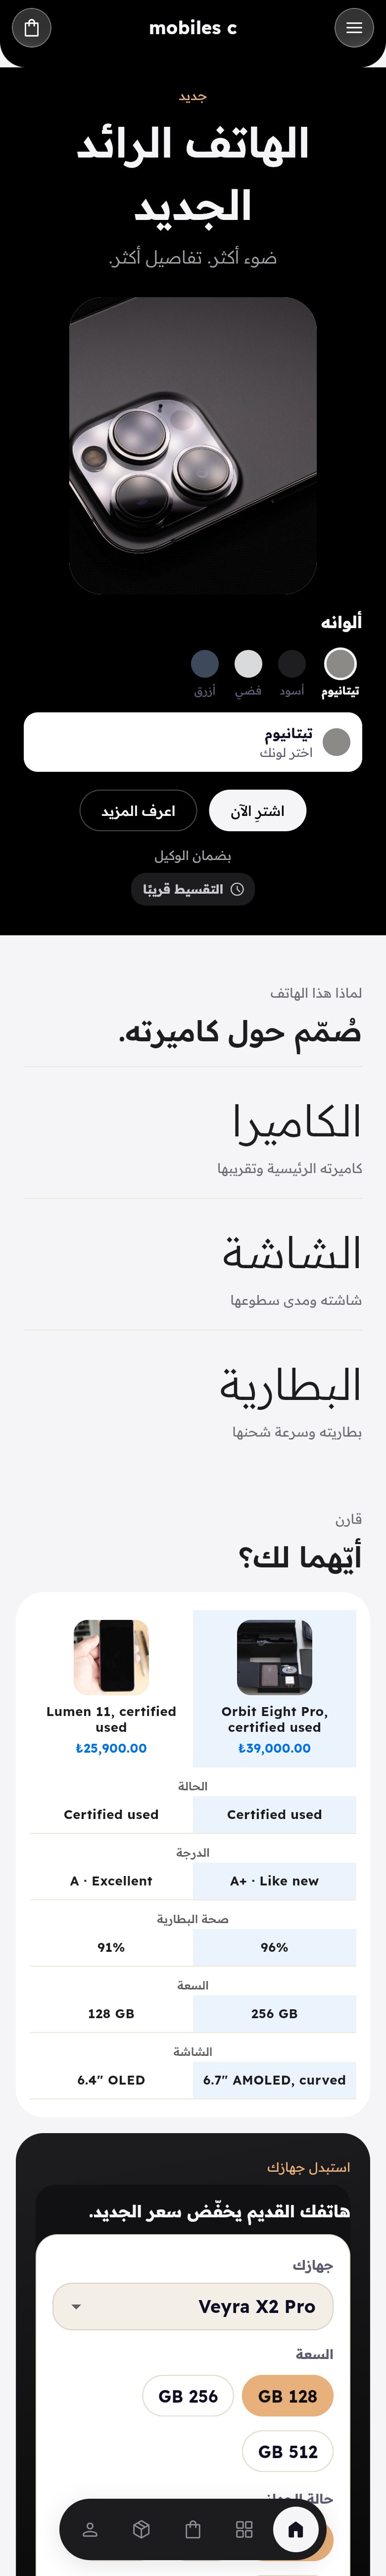 mobiles c
جديد
الهاتف الرائد
الجديد
ضوء أكثر. تفاصيل أكثر.
ألوانه
تيتانيوم
أسود
فضي
أزرق
تيتانيوم
اختر لونك
اشترِ الآن
اعرف المزيد
بضمان الوكيل
التقسيط قريبًا
لماذا هذا الهاتف
صُمّم حول كاميرته.
الكاميرا
كاميرته الرئيسية وتقريبها
الشاشة
شاشته ومدى سطوعها
البطارية
بطاريته وسرعة شحنها
قارن
أيّهما لك؟
Orbit Eight Pro,
certified used
₺39,000.00
Lumen 11, certified
used
₺25,900.00
الحالة
Certified used
Certified used
الدرجة
A+ · Like new
A · Excellent
صحة البطارية
96%
91%
السعة
256 GB
128 GB
الشاشة
6.7" AMOLED, curved
6.4" OLED
استبدل جهازك
هاتفك القديم يخفّض سعر الجديد.
جهازك
Veyra X2 Pro
السعة
128 GB
256 GB
512 GB